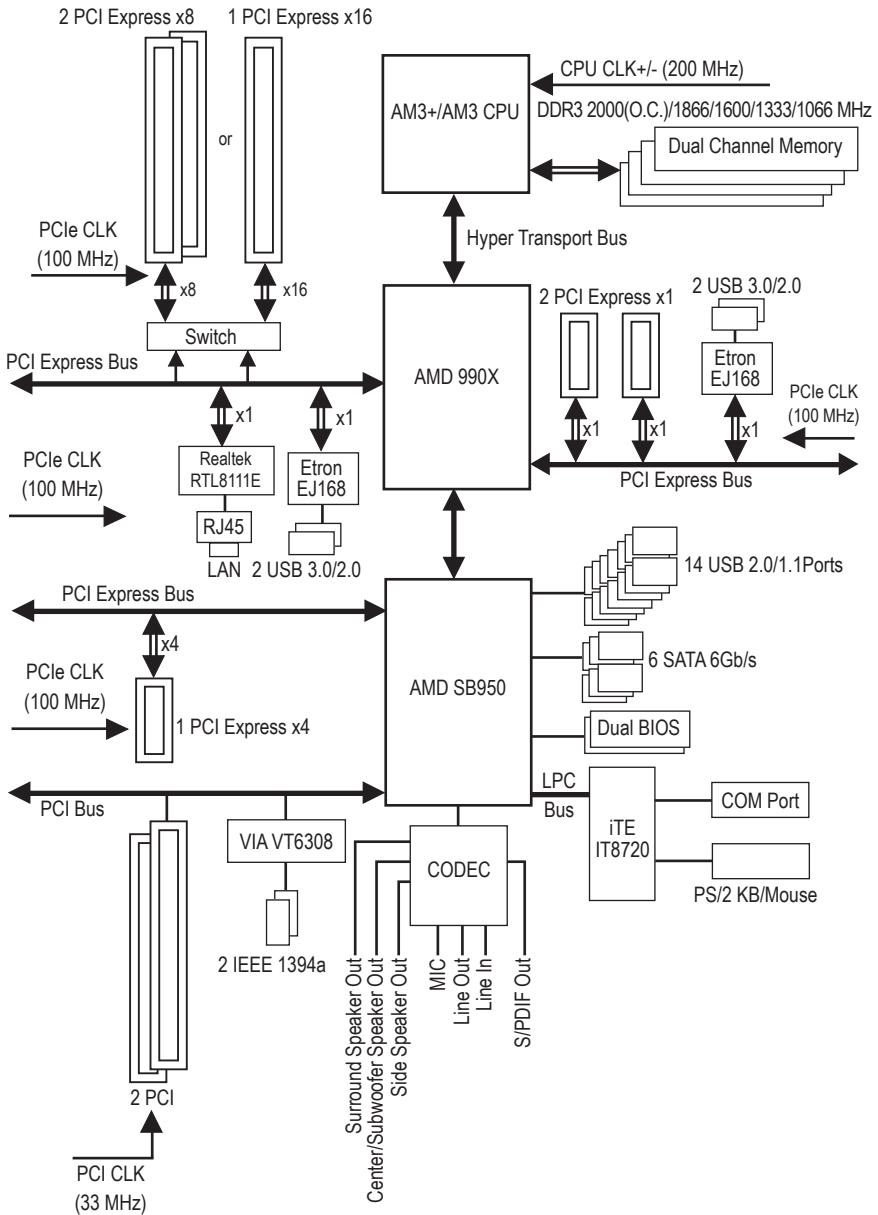 2 PCI Express x8
1 PCI Express x16
or
PCIe CLK
(100 MHz)
x8
x16
Switch
PCI Express Bus
x1
x1
Realtek
RTL8111E
Etron
EJ168
PCIe CLK
(100 MHz)
RJ45
LAN
2 USB 3.0/2.0
AM3+/AM3 CPU
CPU CLK+/- (200 MHz)
DDR3 2000(O.C.)/1866/1600/1333/1066 MHz
Dual Channel Memory
Hyper Transport Bus
AMD 990X
2 PCI Express x1
2 USB 3.0/2.0
Etron
EJ168
PCIe CLK
(100 MHz)
x1
x1
x1
PCI Express Bus
PCI Express Bus
x4
PCIe CLK
(100 MHz)
1 PCI Express x4
AMD SB950
14 USB 2.0/1.1Ports
6 SATA 6Gb/s
Dual BIOS
LPC
Bus
iTE
IT8720
COM Port
PS/2 KB/Mouse
PCI Bus
VIA VT6308
2 IEEE 1394a
CODEC
Surround Speaker Out
Center/Subwoofer Speaker Out
Side Speaker Out
MIC
Line Out
Line In
S/PDIF Out
2 PCI
PCI CLK
(33 MHz)